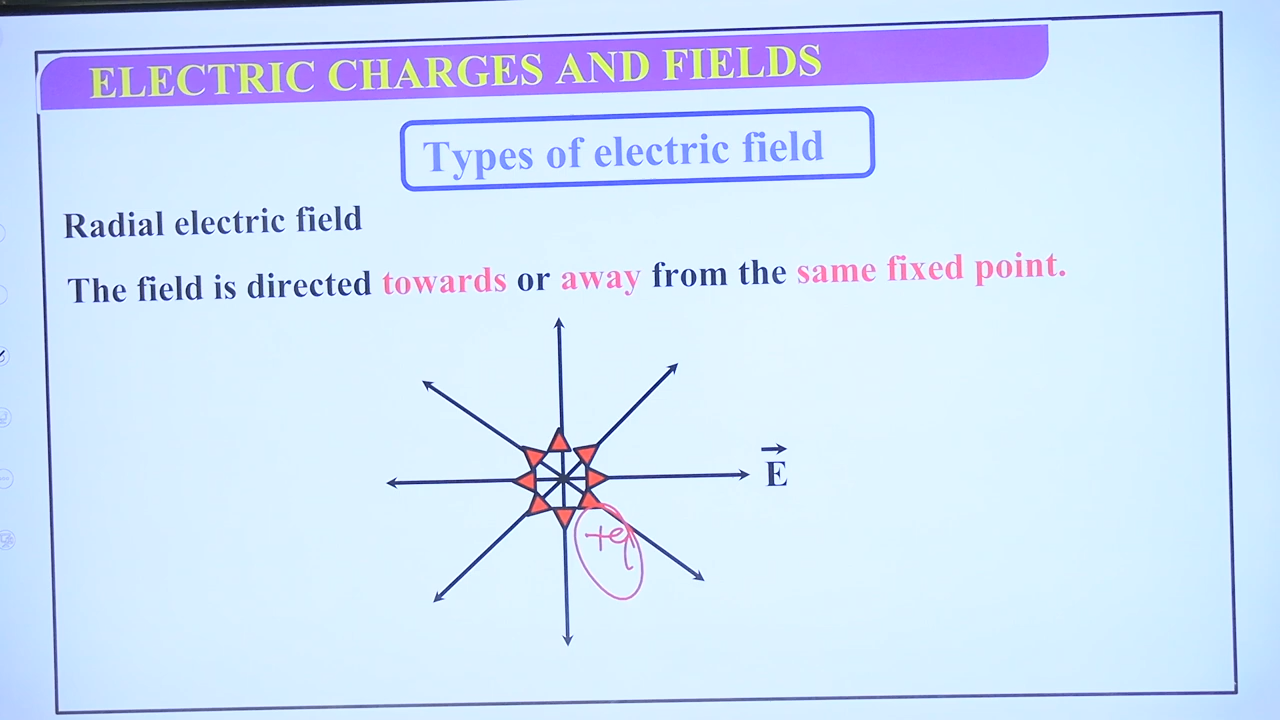 ELECTRIC CHARGES AND FIELDS
Types of electric field
Radial electric field
The field is directed towards or away from the same fixed point.
E
+q